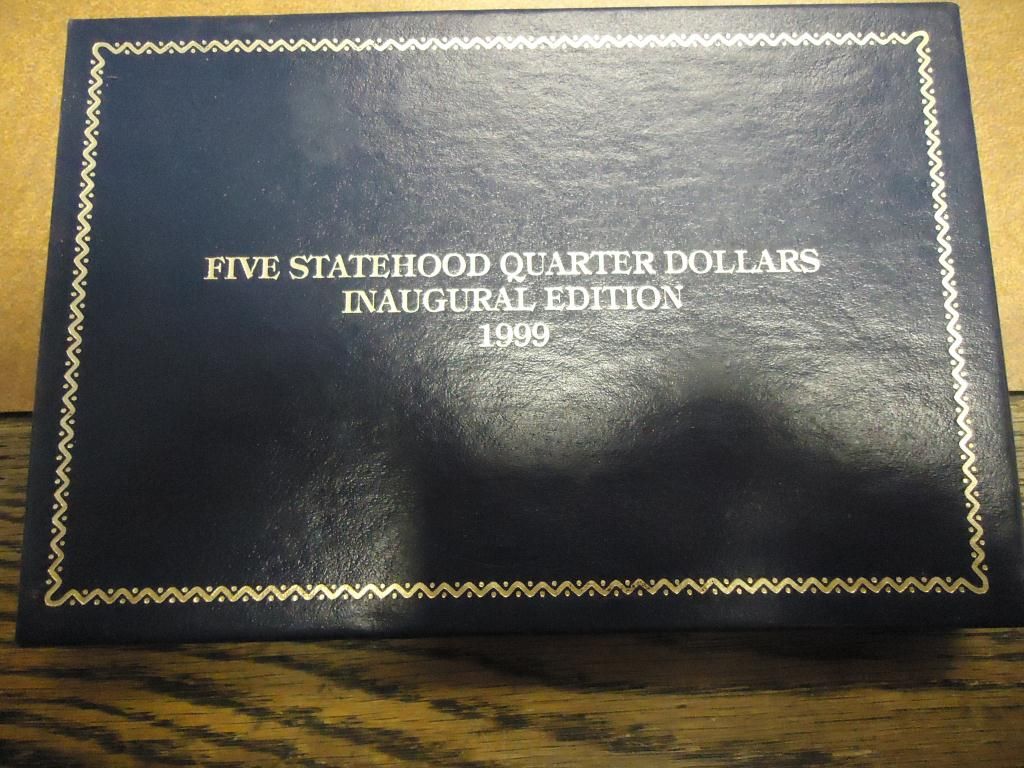 FIVE STATEHOOD QUARTER DOLLARS
INAUGURAL EDITION
1999